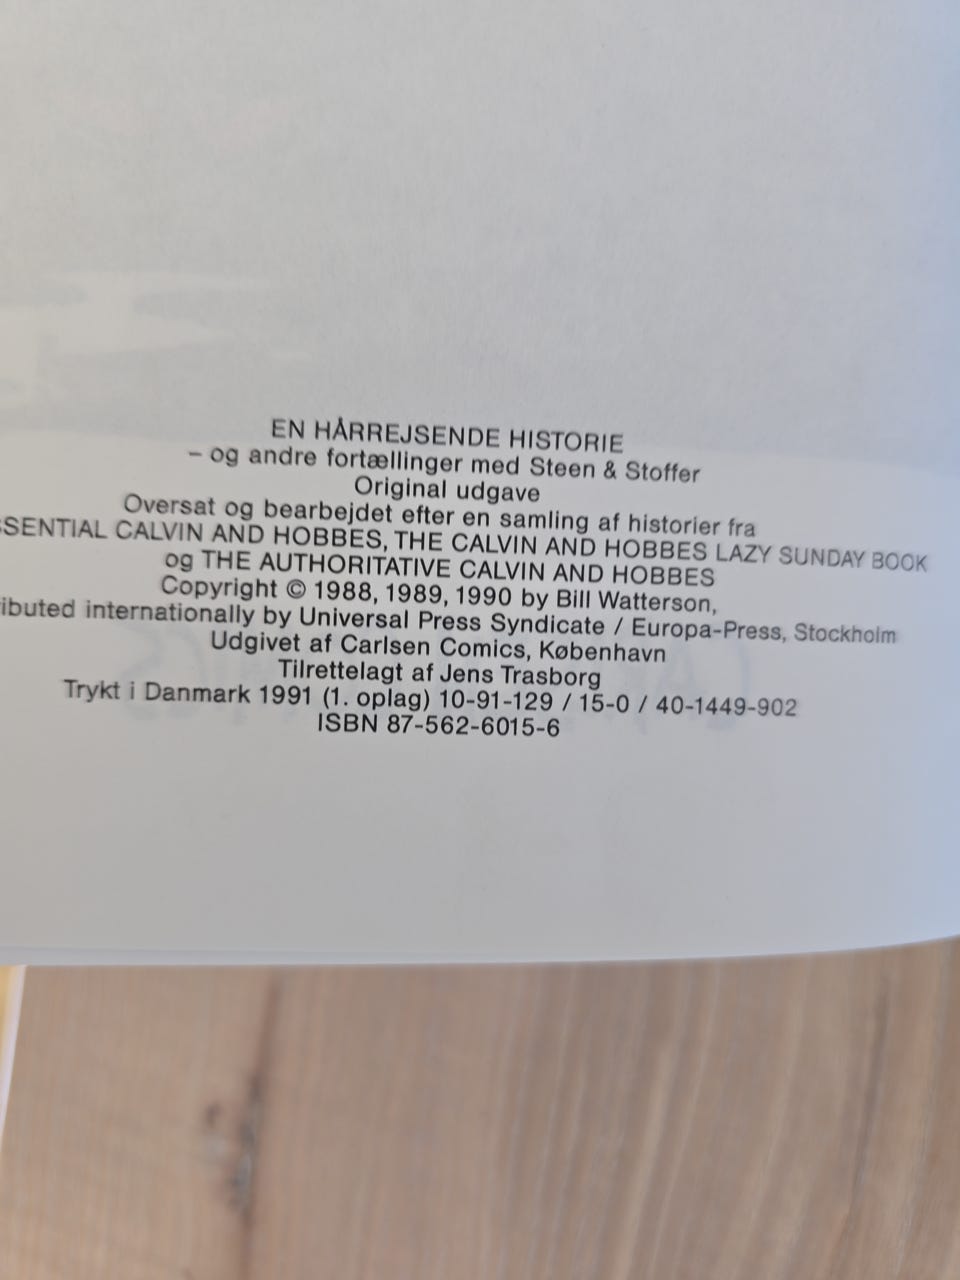 EN HÅRREJSENDE HISTORIE
– og andre fortællinger med Steen & Stoffer
Original udgave
Oversat og bearbejdet efter en samling af historier fra
SSENTIAL CALVIN AND HOBBES, THE CALVIN AND HOBBES LAZY SUNDAY BOOK
og THE AUTHORITATIVE CALVIN AND HOBBES
Copyright © 1988, 1989, 1990 by Bill Watterson,
ibuted internationally by Universal Press Syndicate / Europa-Press, Stockholm
Udgivet af Carlsen Comics, København
Tilrettelagt af Jens Trasborg
Trykt i Danmark 1991 (1. oplag) 10-91-129 / 15-0 / 40-1449-902
ISBN 87-562-6015-6